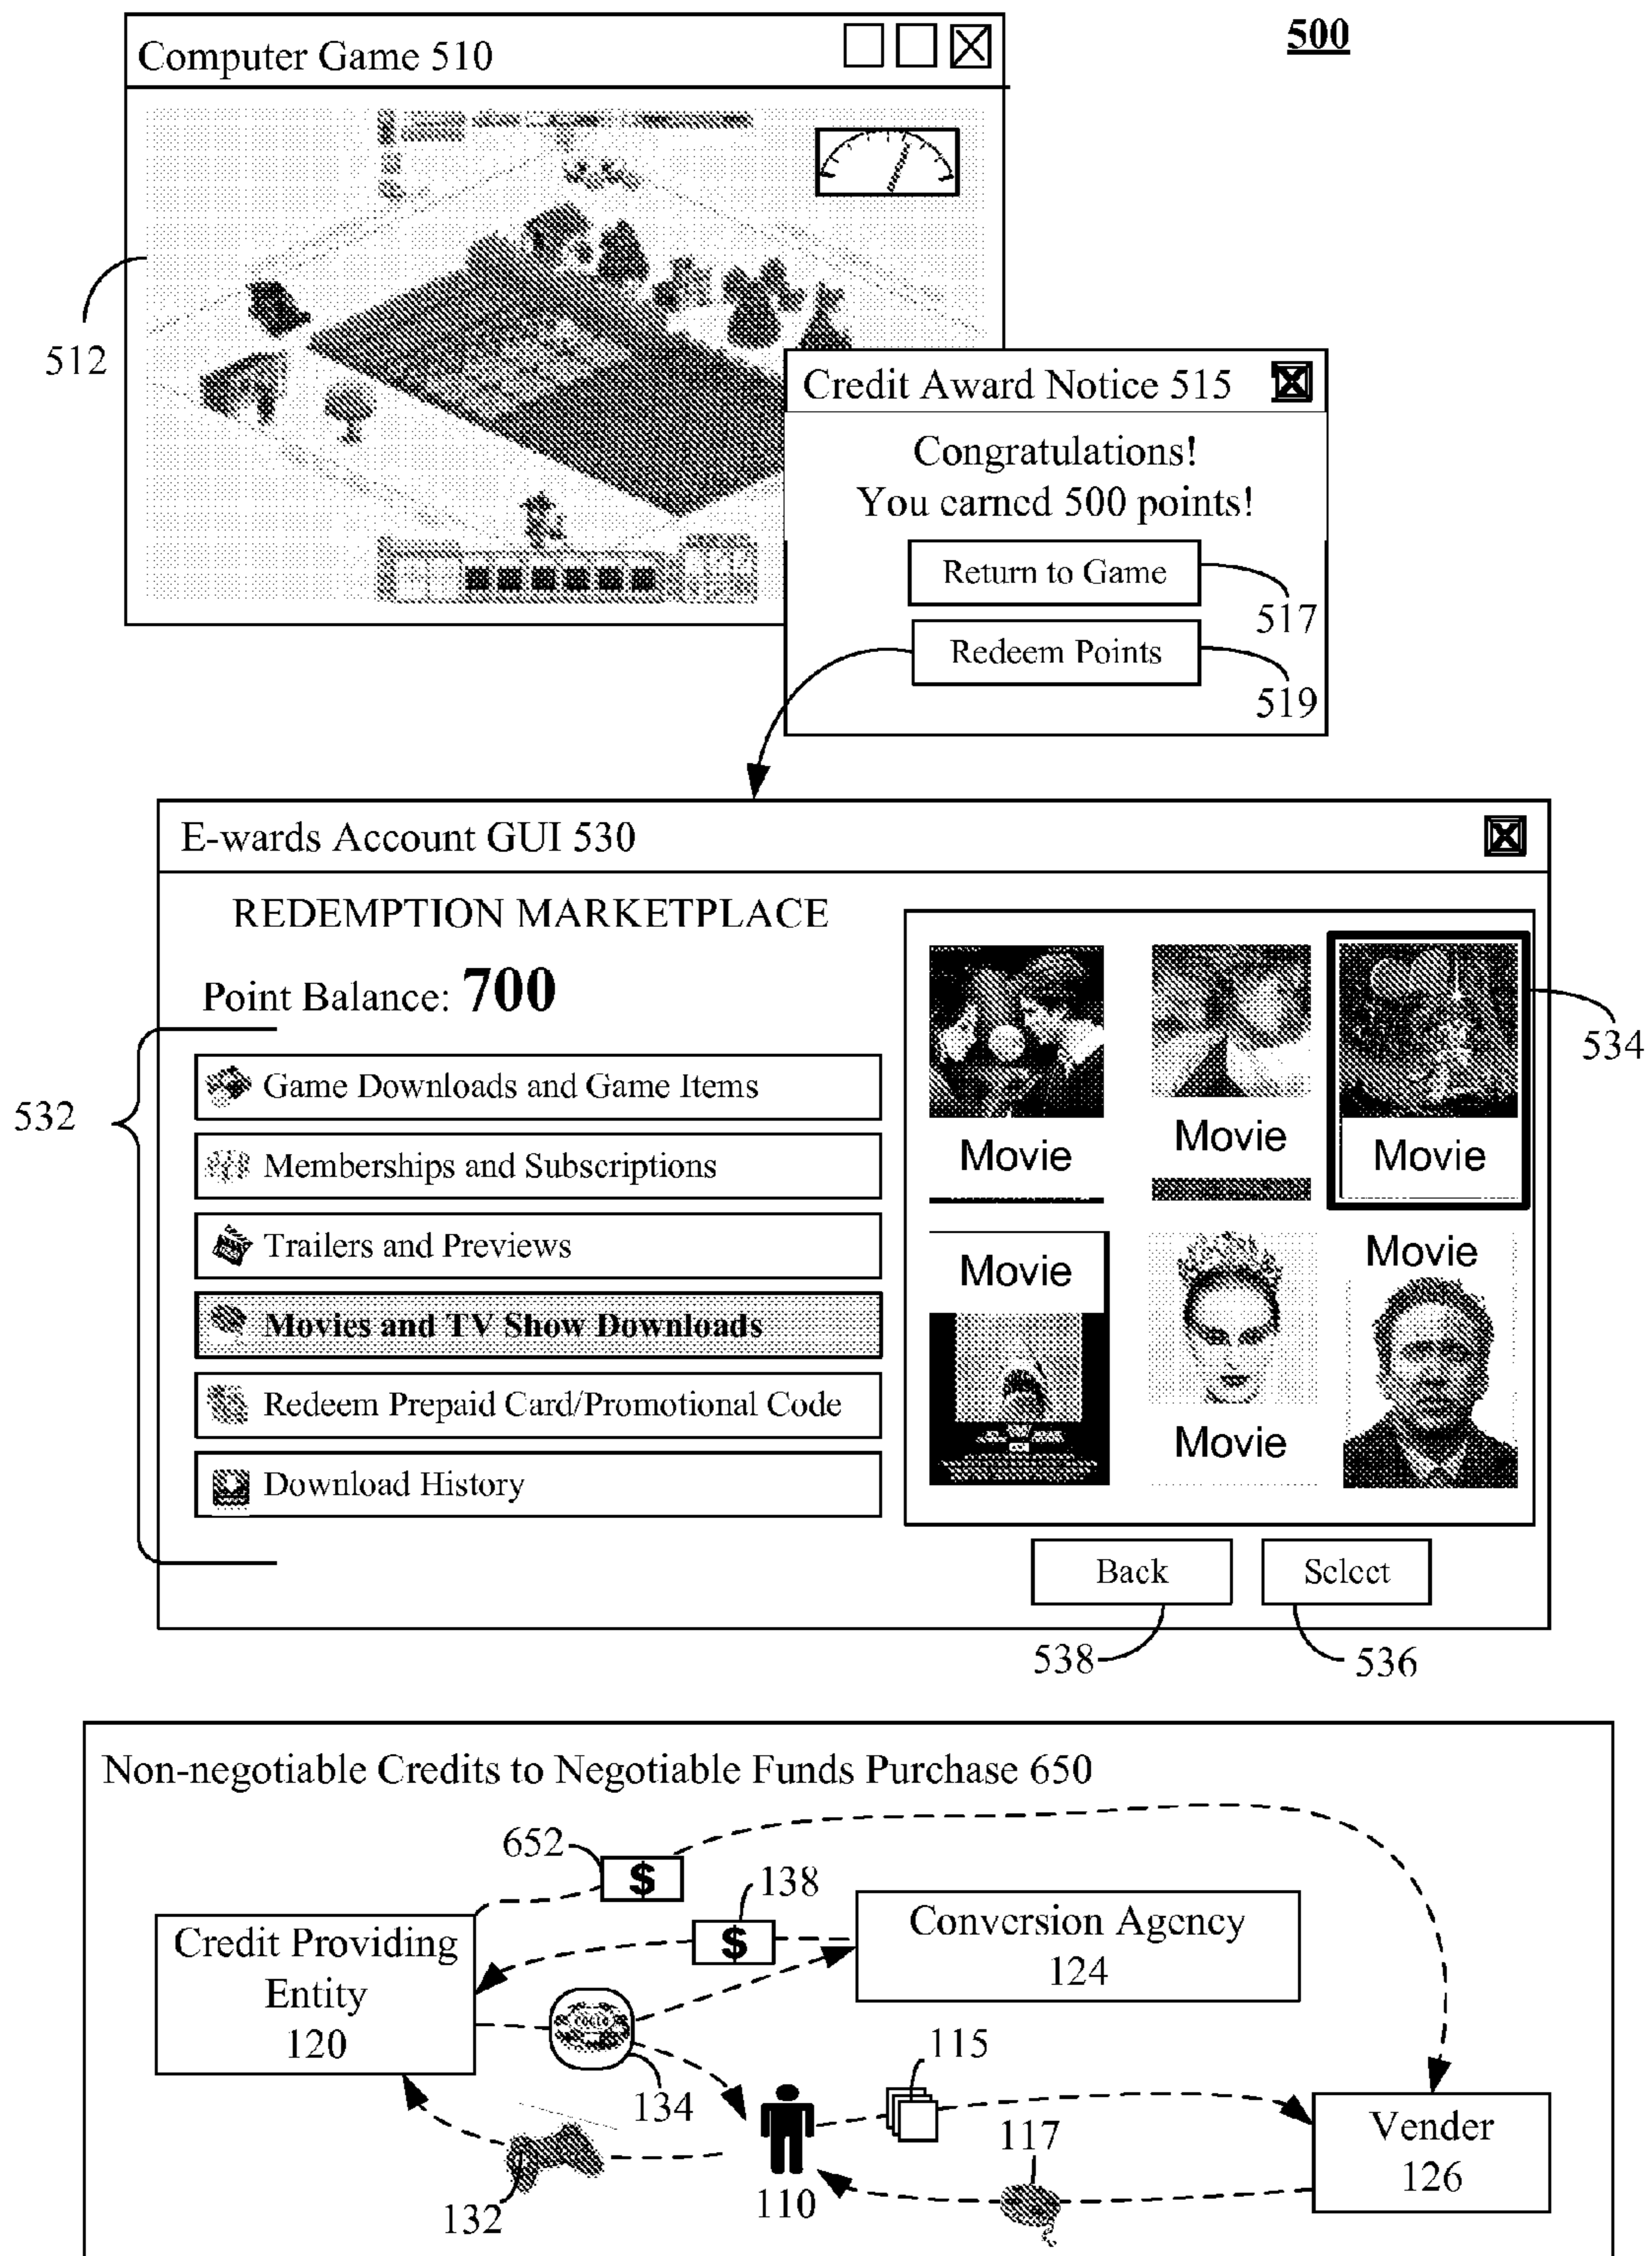 500
Computer Game 510
512
Credit Award Notice 515
Congratulations!
You earned 500 points!
Return to Game
517
Redeem Points
519
E-wards Account GUI 530
REDEMPTION MARKETPLACE
Point Balance: 700
532
Game Downloads and Game Items
Memberships and Subscriptions
Trailers and Previews
Movies and TV Show Downloads
Redeem Prepaid Card/Promotional Code
Download History
Movie
Movie
Movie
534
Movie
Movie
Movie
Back
Select
538
536
Non-negotiable Credits to Negotiable Funds Purchase 650
652
$
138
$
Credit Providing
Entity
120
Conversion Agency
124
134
115
132
110
117
Vender
126